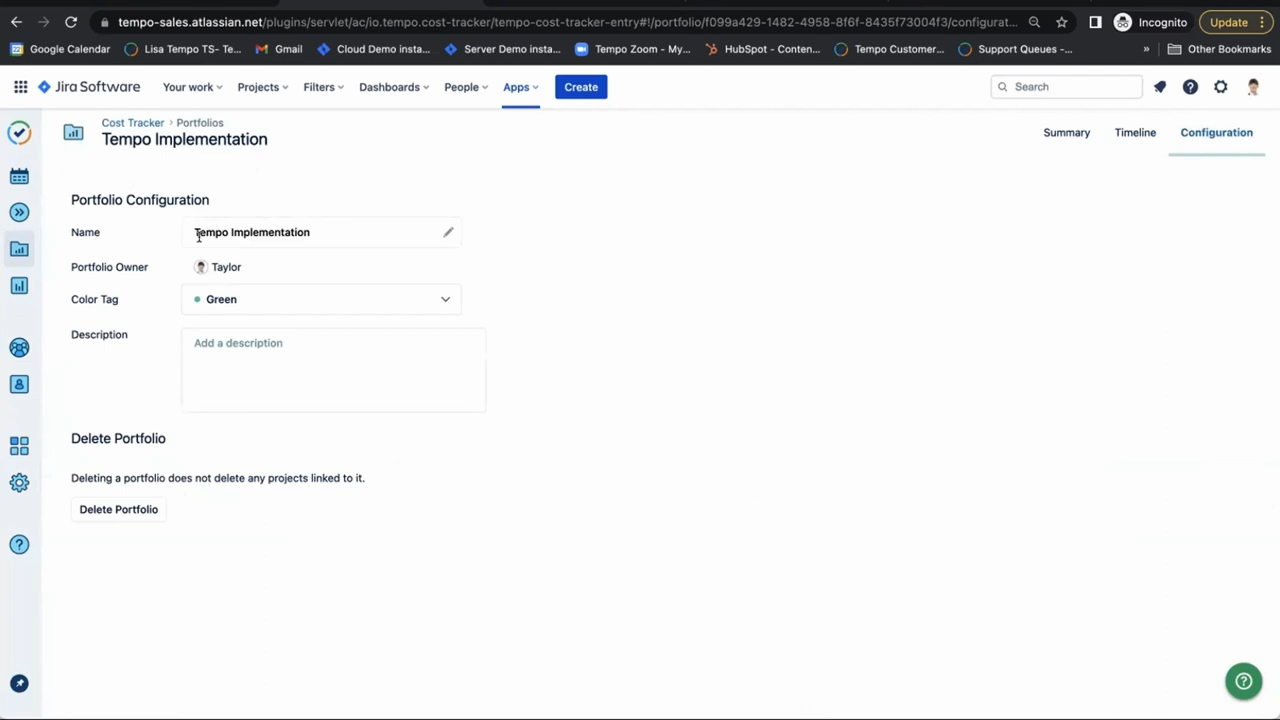 tempo-sales.atlassian.net/plugins/servlet/ac/io.tempo.cost-tracker/tempo-cost-tracker-entry#!/portfolio/f099a429-1482-4958-8f6f-8435f73004f3/configurat... Incognito Update
Google Calendar Lisa Tempo TS- Te... Gmail Cloud Demo insta... Server Demo insta... Tempo Zoom - My... HubSpot - Conten... Tempo Customer... Support Queues -... » Other Bookmarks
Jira Software Your work Projects Filters Dashboards People Apps Create Search
Cost Tracker › Portfolios
Tempo Implementation Summary Timeline Configuration
Portfolio Configuration
Name Tempo Implementation
Portfolio Owner Taylor
Color Tag Green
Description Add a description
Delete Portfolio
Deleting a portfolio does not delete any projects linked to it.
Delete Portfolio